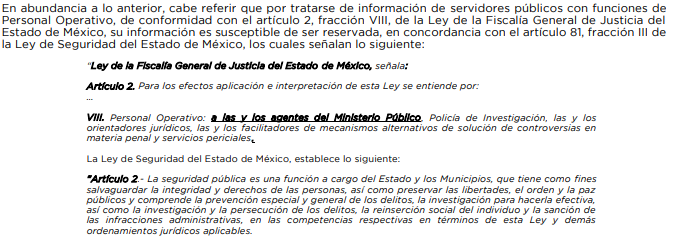 En abundancia a lo anterior, cabe referir que por tratarse de información de servidores públicos con funciones de
Personal Operativo, de conformidad con el artículo 2, fracción VIII, de la Ley de la Fiscalía General de Justicia del
Estado de México, su información es susceptible de ser reservada, en concordancia con el artículo 81, fracción III de
la Ley de Seguridad del Estado de México, los cuales señalan lo siguiente:
"Ley de la Fiscalía General de Justicia del Estado de México, señala:
Artículo 2. Para los efectos aplicación e interpretación de esta Ley se entiende por:
...
VIII. Personal Operativo: a las y los agentes del Ministerio Público, Policía de Investigación, las y los
orientadores jurídicos, las y los facilitadores de mecanismos alternativos de solución de controversias en
materia penal y servicios periciales.
La Ley de Seguridad del Estado de México, establece lo siguiente:
"Artículo 2.- La seguridad pública es una función a cargo del Estado y los Municipios, que tiene como fines
salvaguardar la integridad y derechos de las personas, así como preservar las libertades, el orden y la paz
públicos y comprende la prevención especial y general de los delitos, la investigación para hacerla efectiva,
así como la investigación y la persecución de los delitos, la reinserción social del individuo y la sanción de
las infracciones administrativas, en las competencias respectivas en términos de esta Ley y demás
ordenamientos jurídicos aplicables.